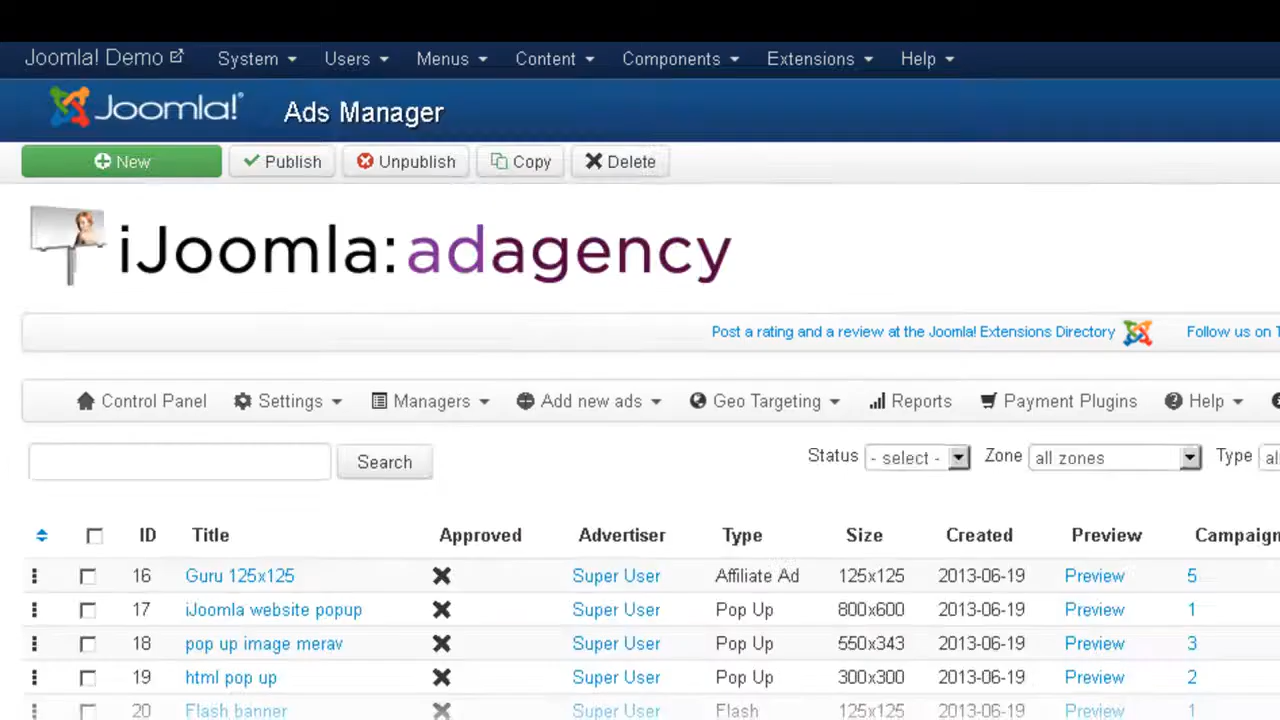 Joomla! Demo System Users Menus Content Components Extensions Help
Joomla!® Ads Manager
New Publish Unpublish Copy Delete
iJoomla:adagency
Post a rating and a review at the Joomla! Extensions Directory Follow us on T
Control Panel Settings Managers Add new ads Geo Targeting Reports Payment Plugins Help
Search Status - select - Zone all zones Type al
ID Title Approved Advertiser Type Size Created Preview Campaign
16 Guru 125x125 Super User Affiliate Ad 125x125 2013-06-19 Preview 5
17 iJoomla website popup Super User Pop Up 800x600 2013-06-19 Preview 1
18 pop up image merav Super User Pop Up 550x343 2013-06-19 Preview 3
19 html pop up Super User Pop Up 300x300 2013-06-19 Preview 2
20 Flash banner Super User Flash 125x125 2013-06-19 Preview 1